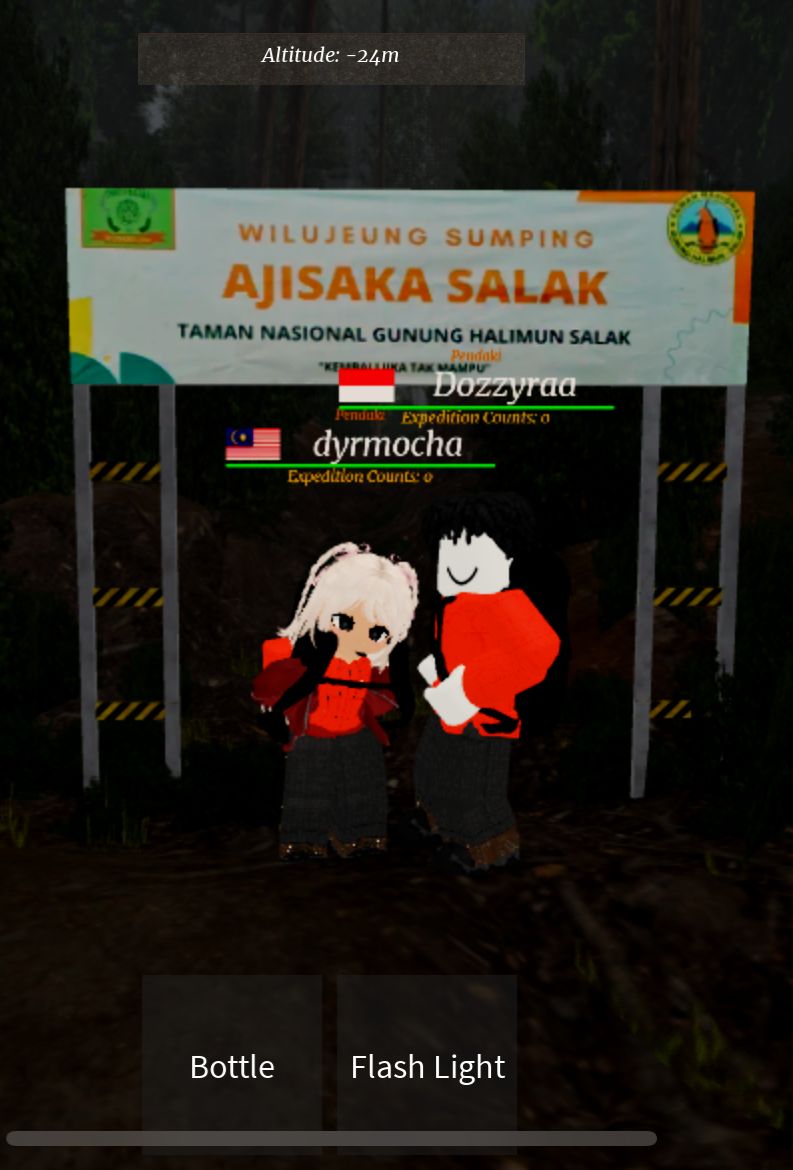 Altitude: -24m
WILUJEUNG SUMPING
AJISAKA SALAK
TAMAN NASIONAL GUNUNG HALIMUN SALAK
"KEMBALI JIKA TAK MAMPU"
Pendaki
Dozzyraa
Expedition Counts: 0
Pendaki
dyrmocha
Expedition Counts: 0
Bottle
Flash Light